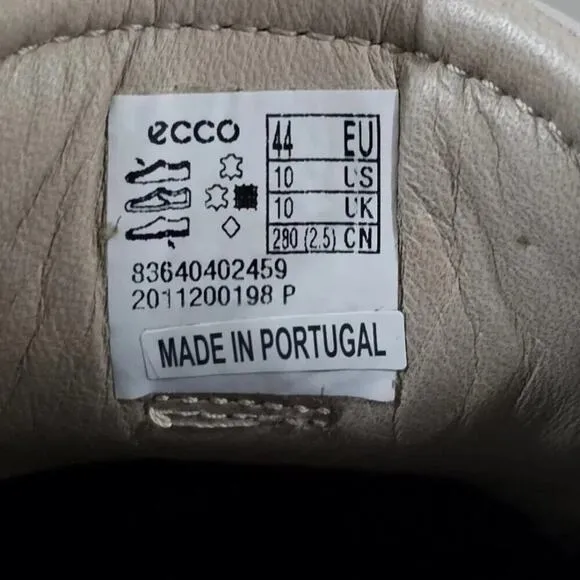 ecco
44 EU
10 US
10 UK
280 (2.5) CN
83640402459
2011200198 P
MADE IN PORTUGAL